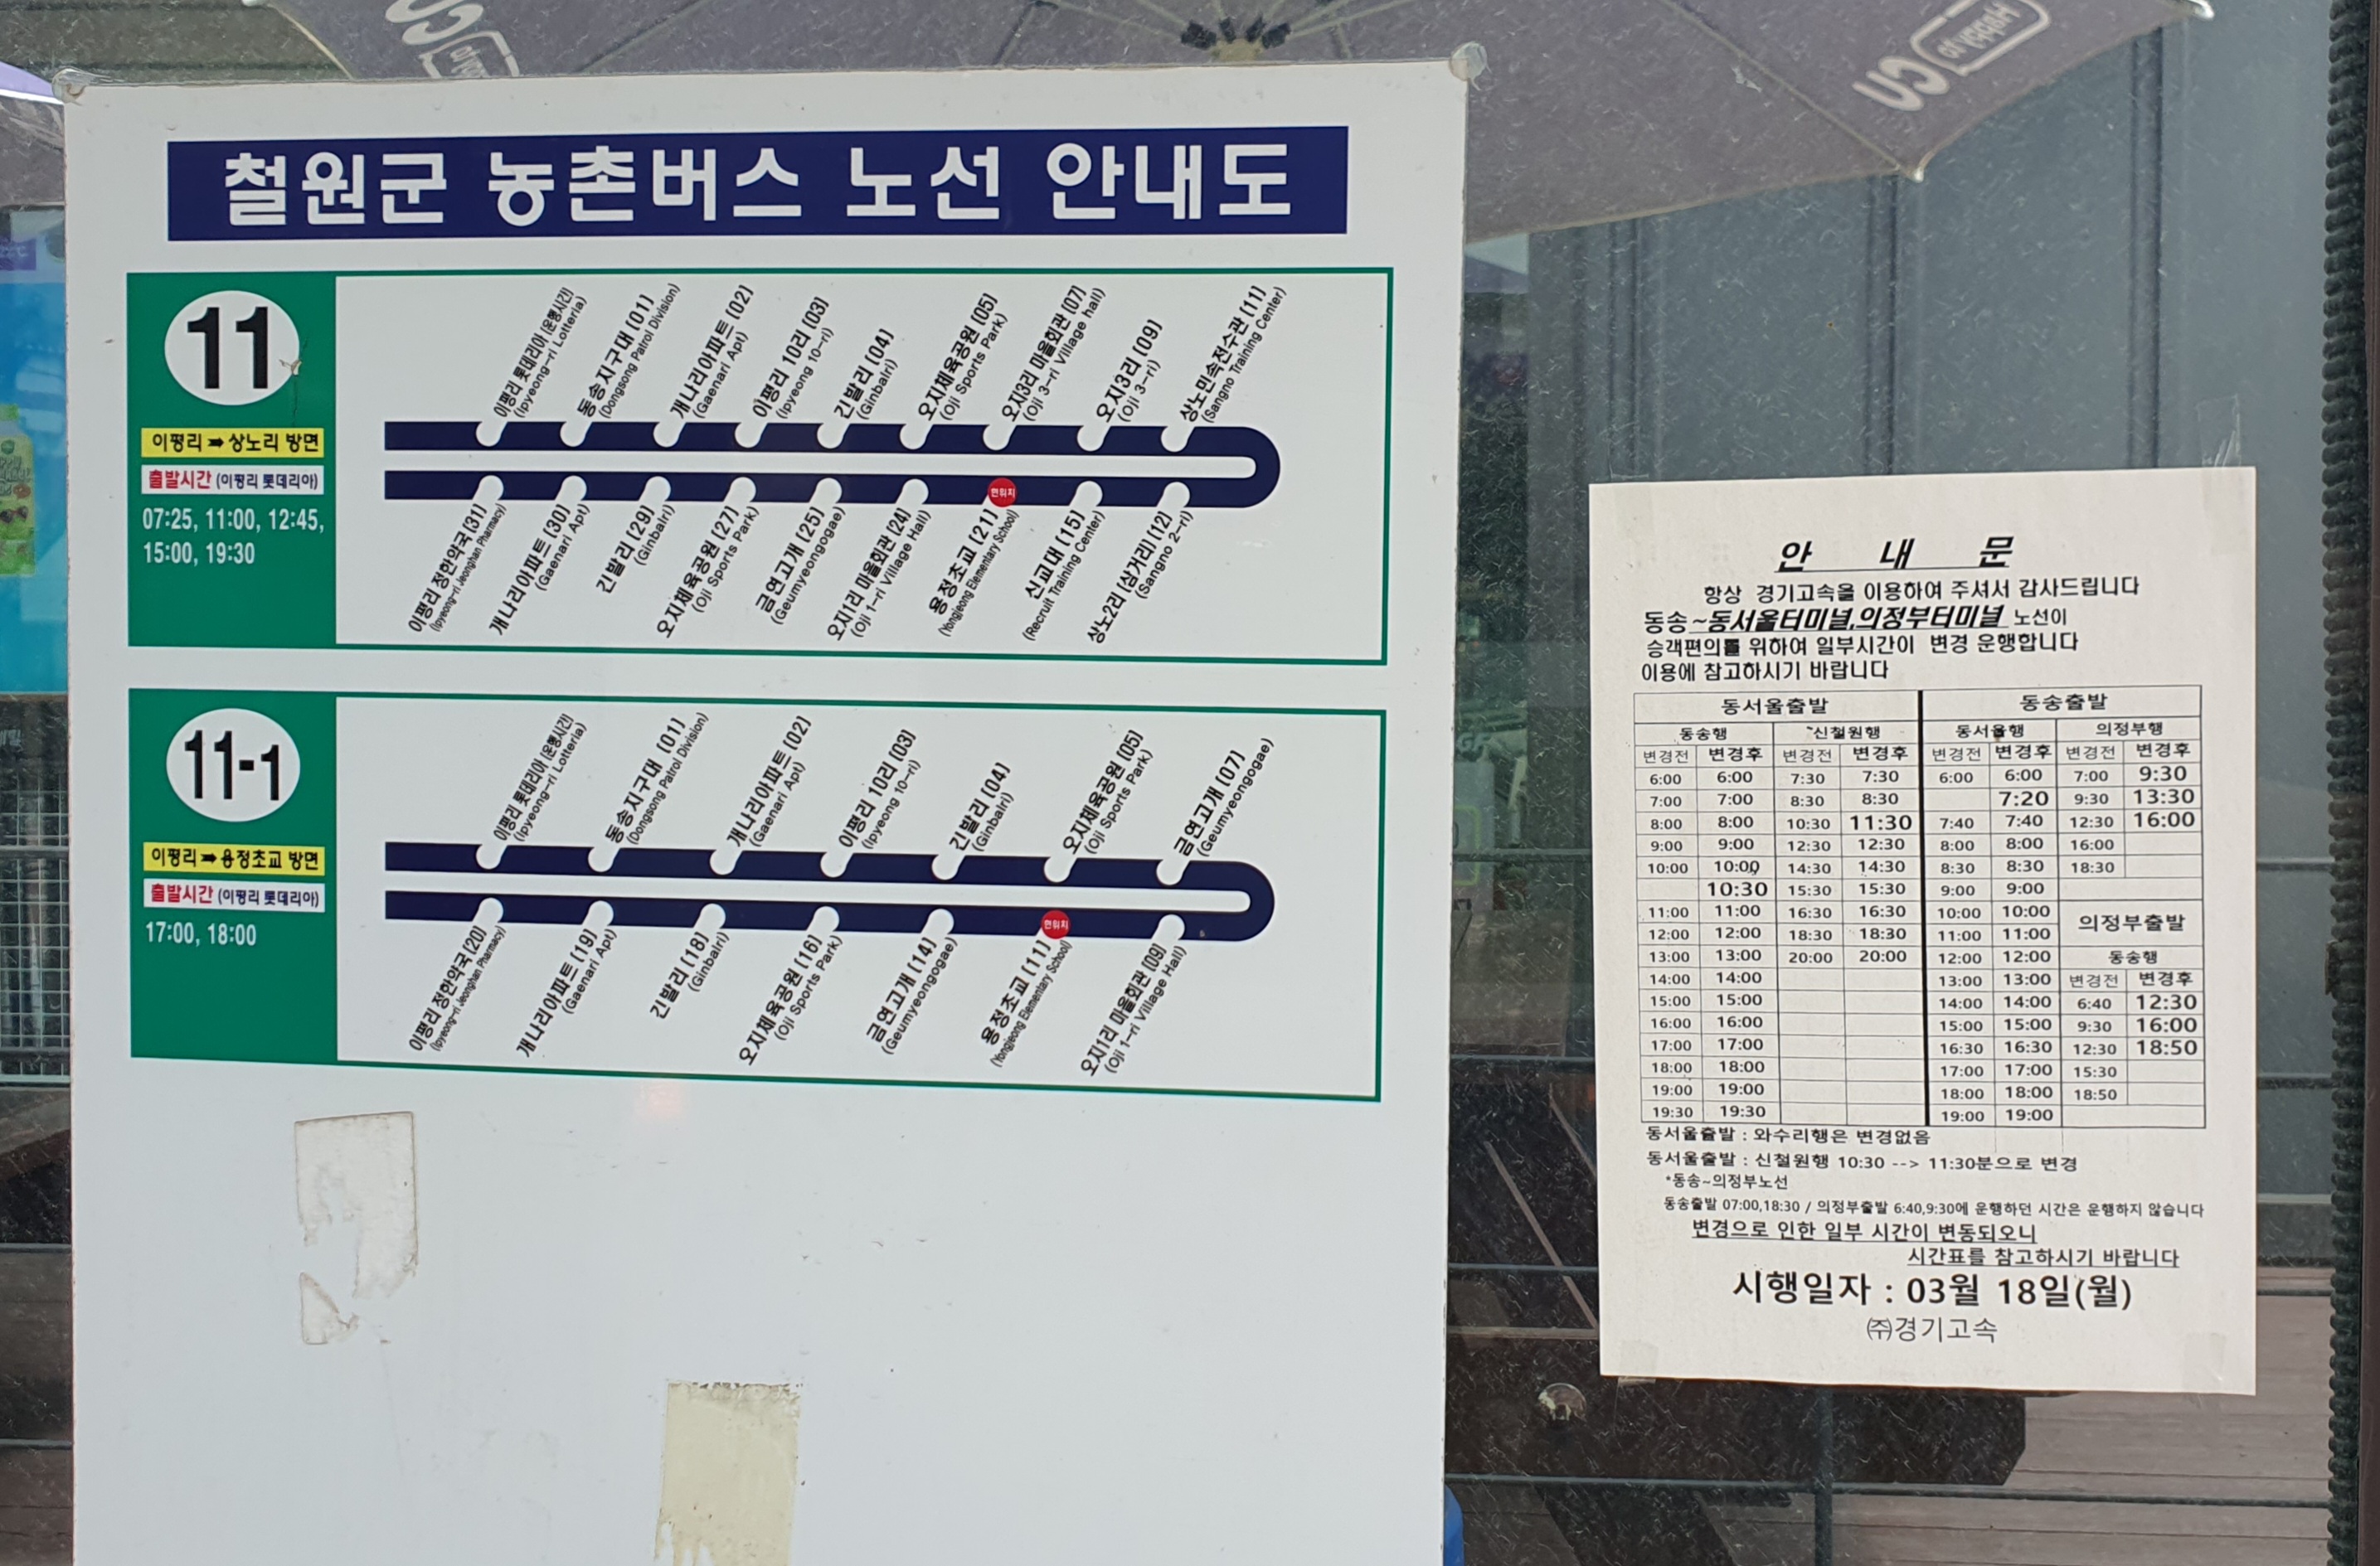 CU
Happy to
CU
Happy to
철원군 농촌버스 노선 안내도
11
이평리 ➡ 상노리 방면
출발시간 (이평리 롯데리아)
07:25, 11:00, 12:45,
15:00, 19:30
이평리 롯데리아 (운행시간)
(Ipyeong-ri Lotteria)
동송지구대 [01]
(Dongsong Patrol Division)
개나리아파트 [02]
(Gaenari Apt)
이평리 10리 [03]
(Ipyeong 10-ri)
긴발리 [04]
(Ginbalri)
오지체육공원 [05]
(Oji Sports Park)
오지3리 마을회관 [07]
(Oji 3-ri Village hall)
오지3리 [09]
(Oji 3-ri)
상노민속전수관 [11]
(Sangno Training Center)
이평리 정한약국 [31]
(Ipyeong-ri Jeonghan Pharmacy)
개나리아파트 [30]
(Gaenari Apt)
긴발리 [29]
(Ginbalri)
오지체육공원 [27]
(Oji Sports Park)
금연고개 [25]
(Geumyeongogae)
오지1리 마을회관 [24]
(Oji 1-ri Village Hall)
현위치
용정초교 [21]
(Yongjeong Elementary School)
신교대 [15]
(Recruit Training Center)
상노2리 (삼거리) [12]
(Sangno 2-ri)
11-1
이평리 ➡ 용정초교 방면
출발시간 (이평리 롯데리아)
17:00, 18:00
이평리 롯데리아 (운행시간)
(Ipyeong-ri Lotteria)
동송지구대 [01]
(Dongsong Patrol Division)
개나리아파트 [02]
(Gaenari Apt)
이평리 10리 [03]
(Ipyeong 10-ri)
긴발리 [04]
(Ginbalri)
오지체육공원 [05]
(Oji Sports Park)
금연고개 [07]
(Geumyeongogae)
이평리 정한약국 [20]
(Ipyeong-ri Jeonghan Pharmacy)
개나리아파트 [19]
(Gaenari Apt)
긴발리 [18]
(Ginbalri)
오지체육공원 [16]
(Oji Sports Park)
금연고개 [14]
(Geumyeongogae)
현위치
용정초교 [11]
(Yongjeong Elementary School)
오지1리 마을회관 [09]
(Oji 1-ri Village Hall)
안 내 문
항상 경기고속을 이용하여 주셔서 감사드립니다
동송~동서울터미널,의정부터미널 노선이
승객편의를 위하여 일부시간이 변경 운행합니다
이용에 참고하시기 바랍니다
동서울출발 동송출발
동송행 *신철원행 동서울행 의정부행
변경전 변경후 변경전 변경후 변경전 변경후 변경전 변경후
6:00 6:00 7:30 7:30 6:00 6:00 7:00 9:30
7:00 7:00 8:30 8:30 7:20 9:30 13:30
8:00 8:00 10:30 11:30 7:40 7:40 12:30 16:00
9:00 9:00 12:30 12:30 8:00 8:00 16:00
10:00 10:00 14:30 14:30 8:30 8:30 18:30
10:30 15:30 15:30 9:00 9:00
11:00 11:00 16:30 16:30 10:00 10:00 의정부출발
12:00 12:00 18:30 18:30 11:00 11:00
13:00 13:00 20:00 20:00 12:00 12:00 동송행
14:00 14:00 13:00 13:00 변경전 변경후
15:00 15:00 14:00 14:00 6:40 12:30
16:00 16:00 15:00 15:00 9:30 16:00
17:00 17:00 16:30 16:30 12:30 18:50
18:00 18:00 17:00 17:00 15:30
19:00 19:00 18:00 18:00 18:50
19:30 19:30 19:00 19:00
동서울출발 : 와수리행은 변경없음
동서울출발 : 신철원행 10:30 --> 11:30분으로 변경
*동송~의정부노선
동송출발 07:00,18:30 / 의정부출발 6:40,9:30에 운행하던 시간은 운행하지 않습니다
변경으로 인한 일부 시간이 변동되오니
시간표를 참고하시기 바랍니다
시행일자 : 03월 18일(월)
㈜경기고속